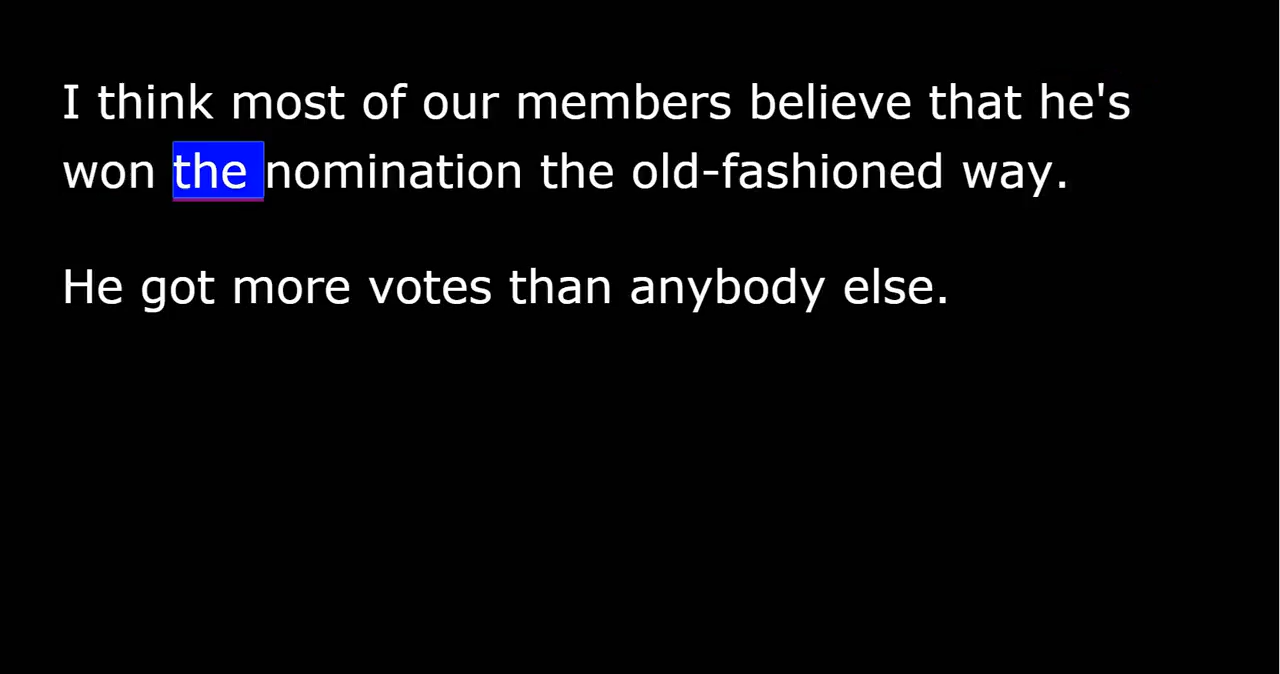 I think most of our members believe that he's
won the nomination the old-fashioned way.
He got more votes than anybody else.